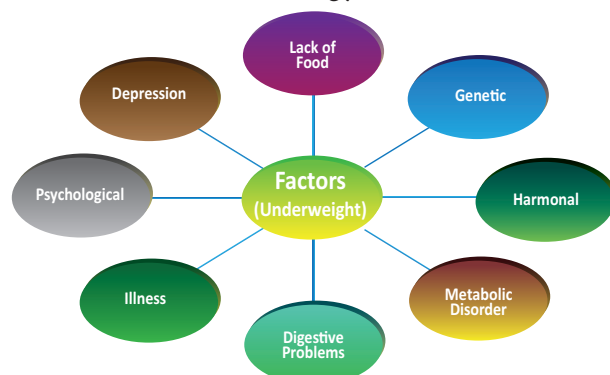 Lack of
Food
Genetic
Harmonal
Metabolic
Disorder
Digestive
Problems
Illness
Psychological
Depression
Factors
(Underweight)